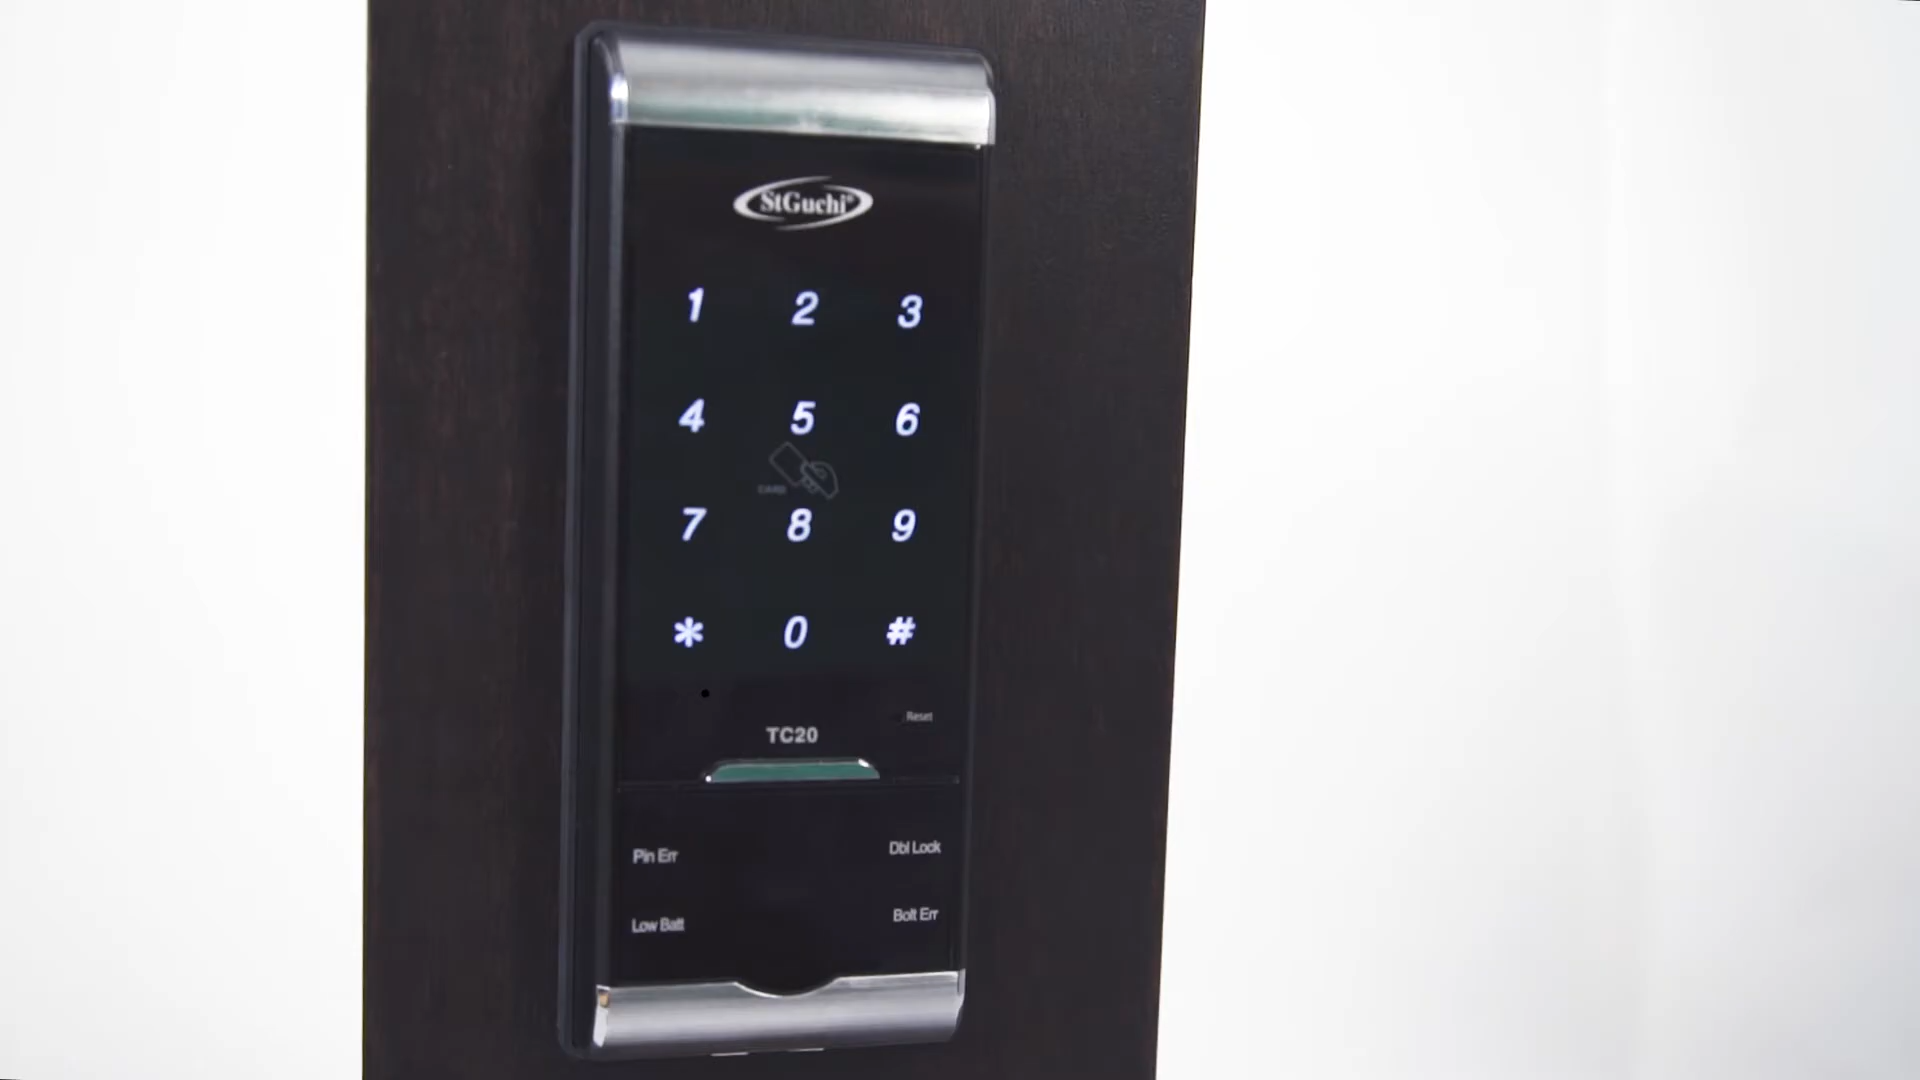 StGuchi®
1 2 3
4 5 6
CARD
7 8 9
* 0 #
Reset
TC20
Pin Err Dbl Lock
Low Batt Bolt Err